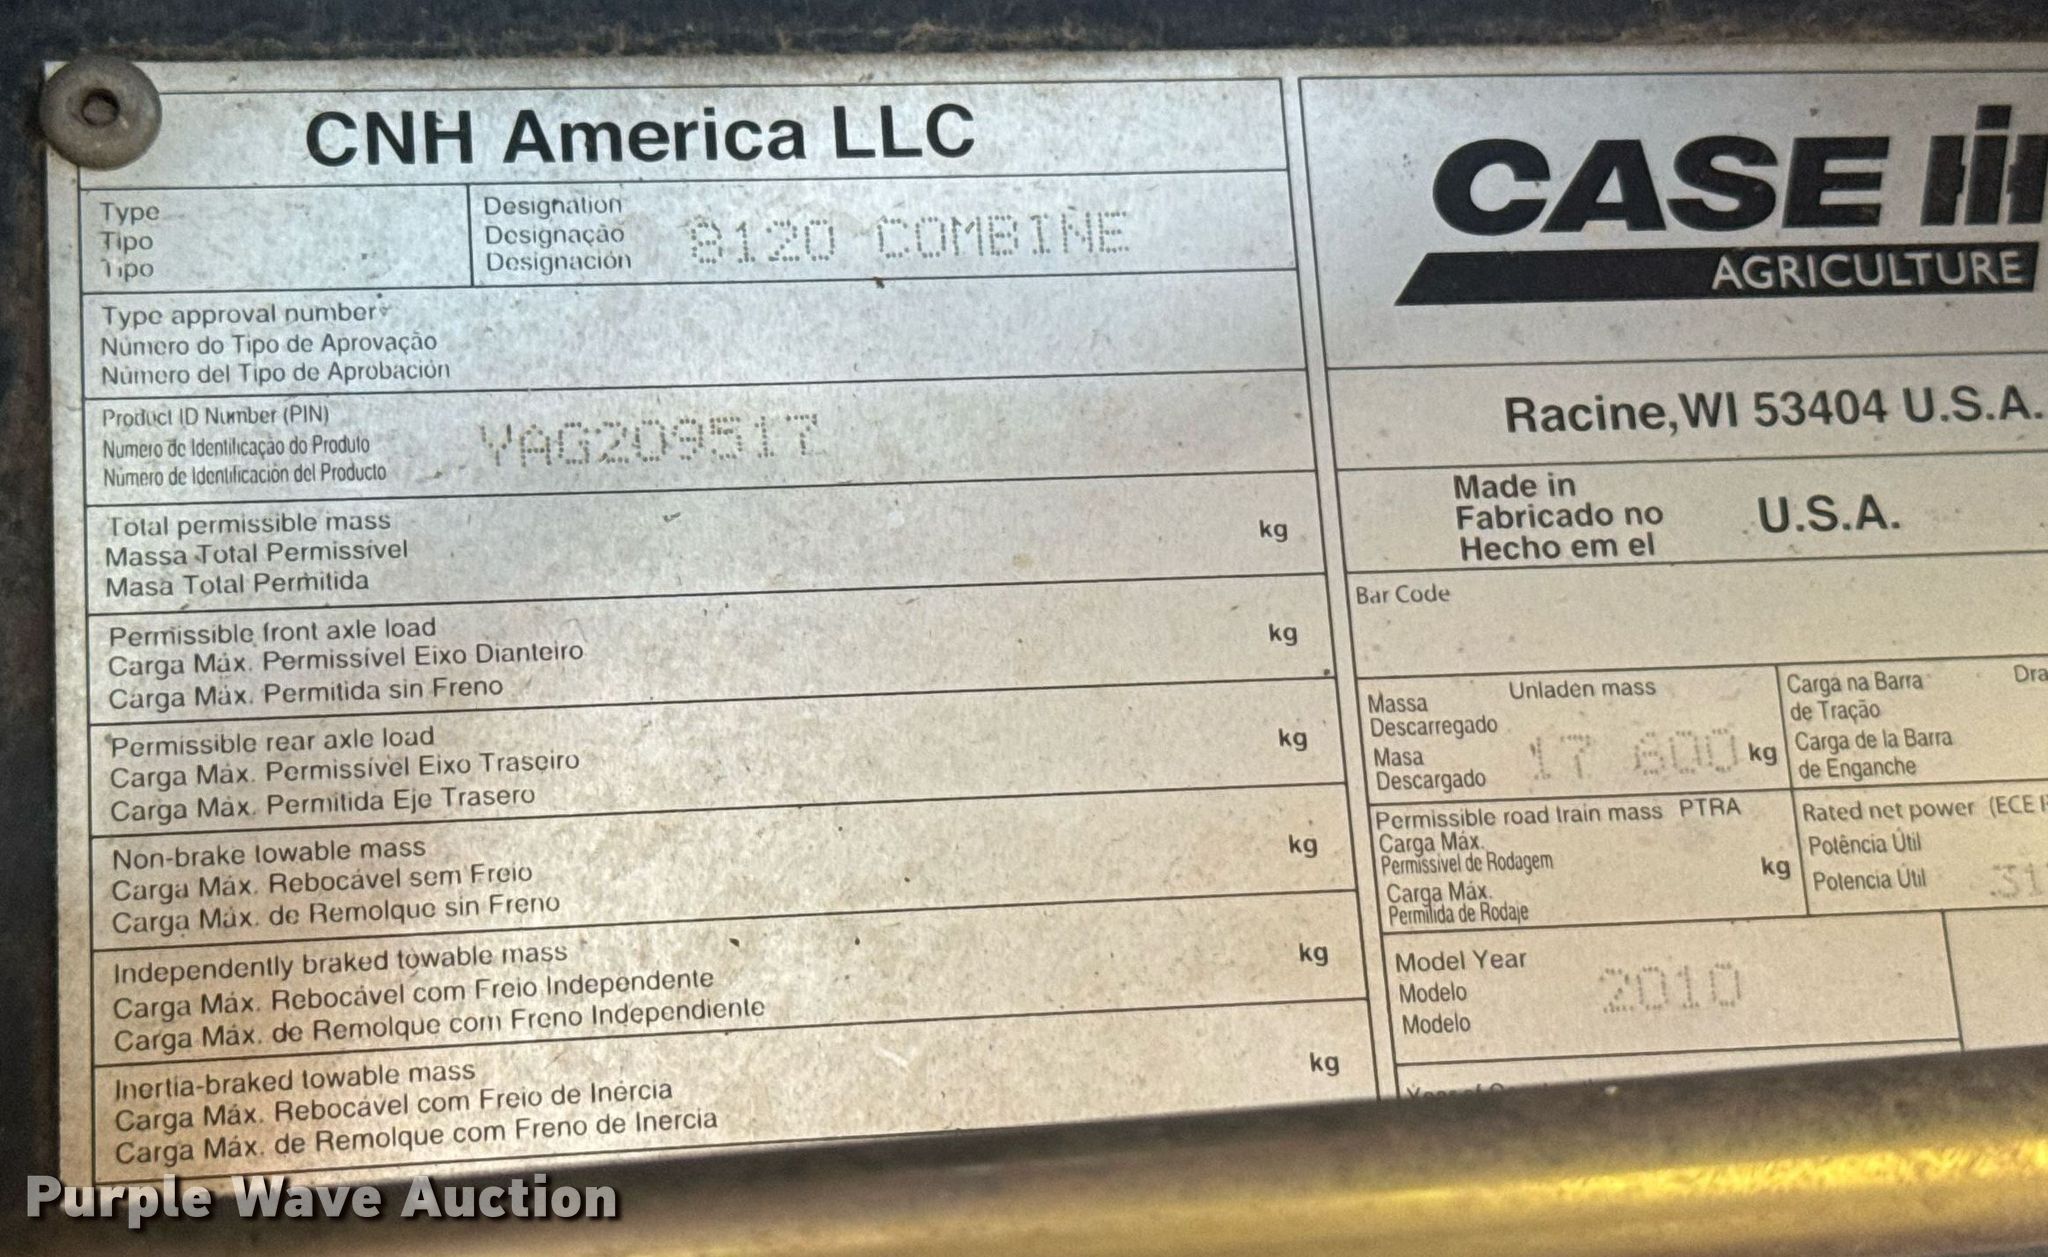 CNH America LLC
Type
Tipo
Tipo
Designation
Designação
Designación
8120 COMBINE
Type approval number
Número do Tipo de Aprovação
Número del Tipo de Aprobación
Product ID Number (PIN)
Numero de Identificação do Produto
Número de Identificación del Producto
YAG209517
Total permissible mass
Massa Total Permissível
Masa Total Permitida
kg
Permissible front axle load
Carga Máx. Permissível Eixo Dianteiro
Carga Máx. Permitida sin Freno
kg
Permissible rear axle load
Carga Máx. Permissível Eixo Traseiro
Carga Máx. Permitida Eje Trasero
kg
Non-brake towable mass
Carga Máx. Rebocável sem Freio
Carga Máx. de Remolque sin Freno
kg
Independently braked towable mass
Carga Máx. Rebocável com Freio Independente
Carga Máx. de Remolque com Freno Independiente
kg
Inertia-braked towable mass
Carga Máx. Rebocável com Freio de Inércia
Carga Máx. de Remolque com Freno de Inercia
kg
CASE IH
AGRICULTURE
Racine, WI 53404 U.S.A.
Made in
Fabricado no
Hecho em el
U.S.A.
Bar Code
Unladen mass
Massa
Descarregado
Masa
Descargado
17 600 kg
Carga na Barra
de Tração
Carga de la Barra
de Enganche
Dra
Permissible road train mass PTRA
Carga Máx.
Permissível de Rodagem
Carga Máx.
Permitida de Rodaje
kg
Rated net power (ECE
Potência Útil
Potencia Útil
31
Model Year
Modelo
Modelo
2010
Purple Wave Auction